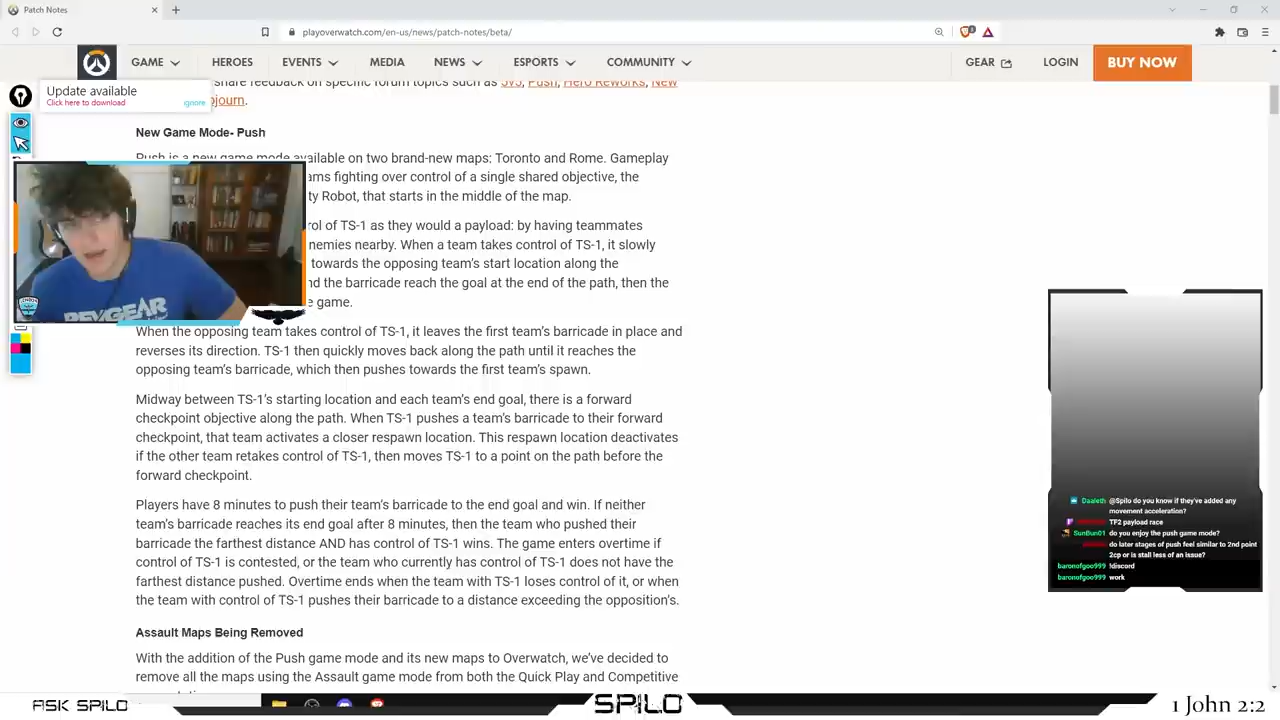 Patch Notes
playoverwatch.com/en-us/news/patch-notes/beta/
GAME
HEROES
EVENTS
MEDIA
NEWS
ESPORTS
COMMUNITY
GEAR
LOGIN
BUY NOW
share feedback on specific forum topics such as 5v5, Push, Hero Reworks, New
ojourn.
Update available
Click here to download
ignore
New Game Mode- Push
Push is a new game mode available on two brand-new maps: Toronto and Rome. Gameplay
ams fighting over control of a single shared objective, the
ty Robot, that starts in the middle of the map.
rol of TS-1 as they would a payload: by having teammates
nemies nearby. When a team takes control of TS-1, it slowly
towards the opposing team's start location along the
nd the barricade reach the goal at the end of the path, then the
e game.
REVGEAR
When the opposing team takes control of TS-1, it leaves the first team's barricade in place and
reverses its direction. TS-1 then quickly moves back along the path until it reaches the
opposing team's barricade, which then pushes towards the first team's spawn.
Midway between TS-1's starting location and each team's end goal, there is a forward
checkpoint objective along the path. When TS-1 pushes a team's barricade to their forward
checkpoint, that team activates a closer respawn location. This respawn location deactivates
if the other team retakes control of TS-1, then moves TS-1 to a point on the path before the
forward checkpoint.
Players have 8 minutes to push their team's barricade to the end goal and win. If neither
team's barricade reaches its end goal after 8 minutes, then the team who pushed their
barricade the farthest distance AND has control of TS-1 wins. The game enters overtime if
control of TS-1 is contested, or the team who currently has control of TS-1 does not have the
farthest distance pushed. Overtime ends when the team with TS-1 loses control of it, or when
the team with control of TS-1 pushes their barricade to a distance exceeding the opposition's.
Assault Maps Being Removed
With the addition of the Push game mode and its new maps to Overwatch, we've decided to
remove all the maps using the Assault game mode from both the Quick Play and Competitive
Daaleth @Spilo do you know if they've added any
movement acceleration?
TF2 payload race
SunBun01 do you enjoy the push game mode?
do later stages of push feel similar to 2nd point
2cp or is stall less of an issue?
baronofgoo999 !discord
baronofgoo999 work
ASK SPILO
SPILO
1 John 2:2